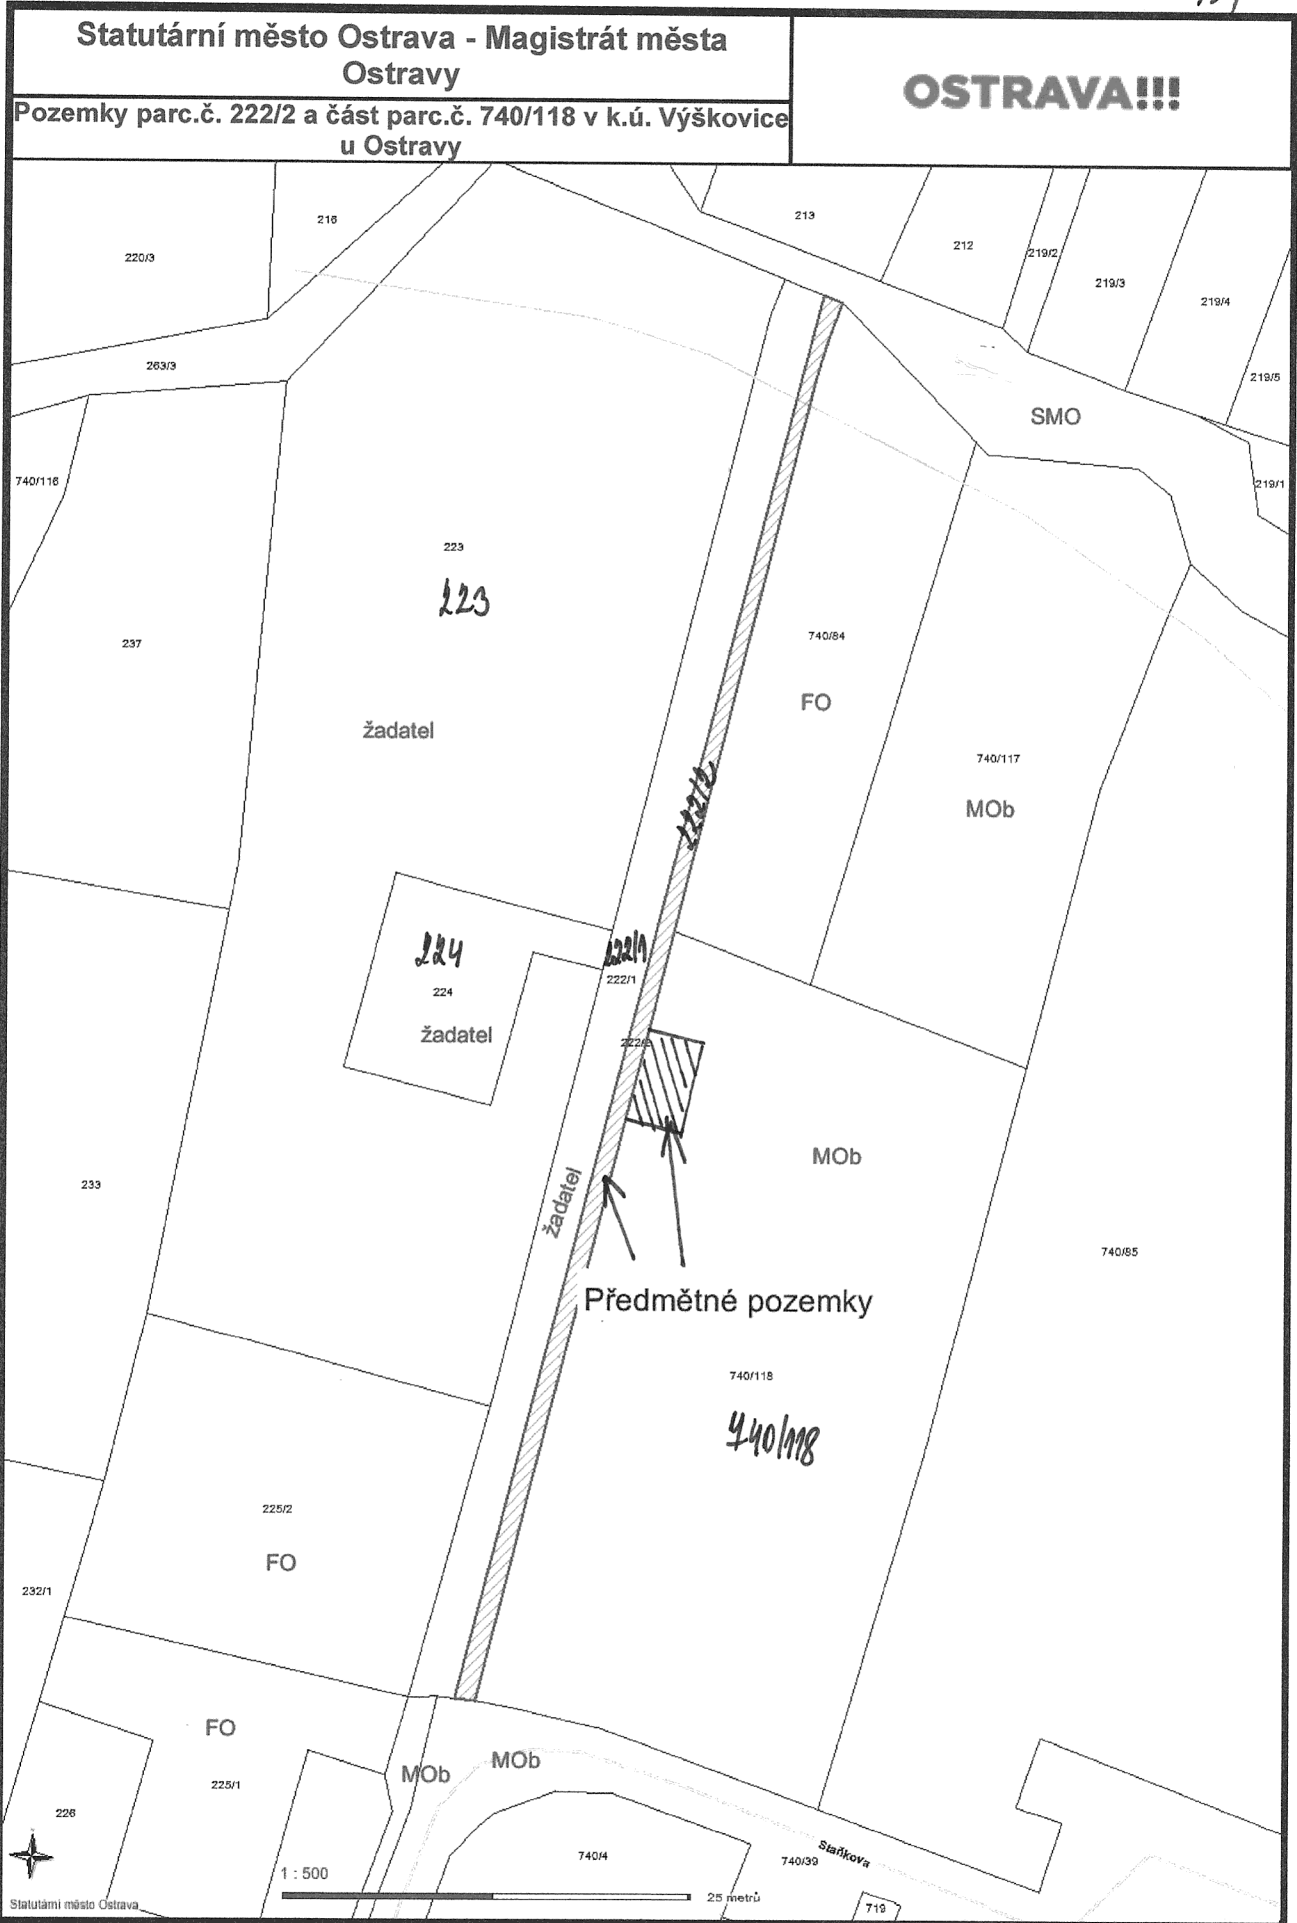 Statutární město Ostrava - Magistrát města
Ostravy
OSTRAVA!!!
Pozemky parc.č. 222/2 a část parc.č. 740/118 v k.ú. Výškovice
u Ostravy
216
213
212
219/2
220/3
219/3
219/4
263/3
219/5
SMO
740/116
219/1
223
223
237
740/84
FO
žadatel
740/117
222/2
MOb
224
222/1
222/1
224
žadatel
222/2
MOb
233
žadatel
740/85
Předmětné pozemky
740/118
740/118
225/2
FO
232/1
FO
MOb
MOb
225/1
226
Staňkova
740/4
740/39
1 : 500
25 metrů
Statutární město Ostrava
719